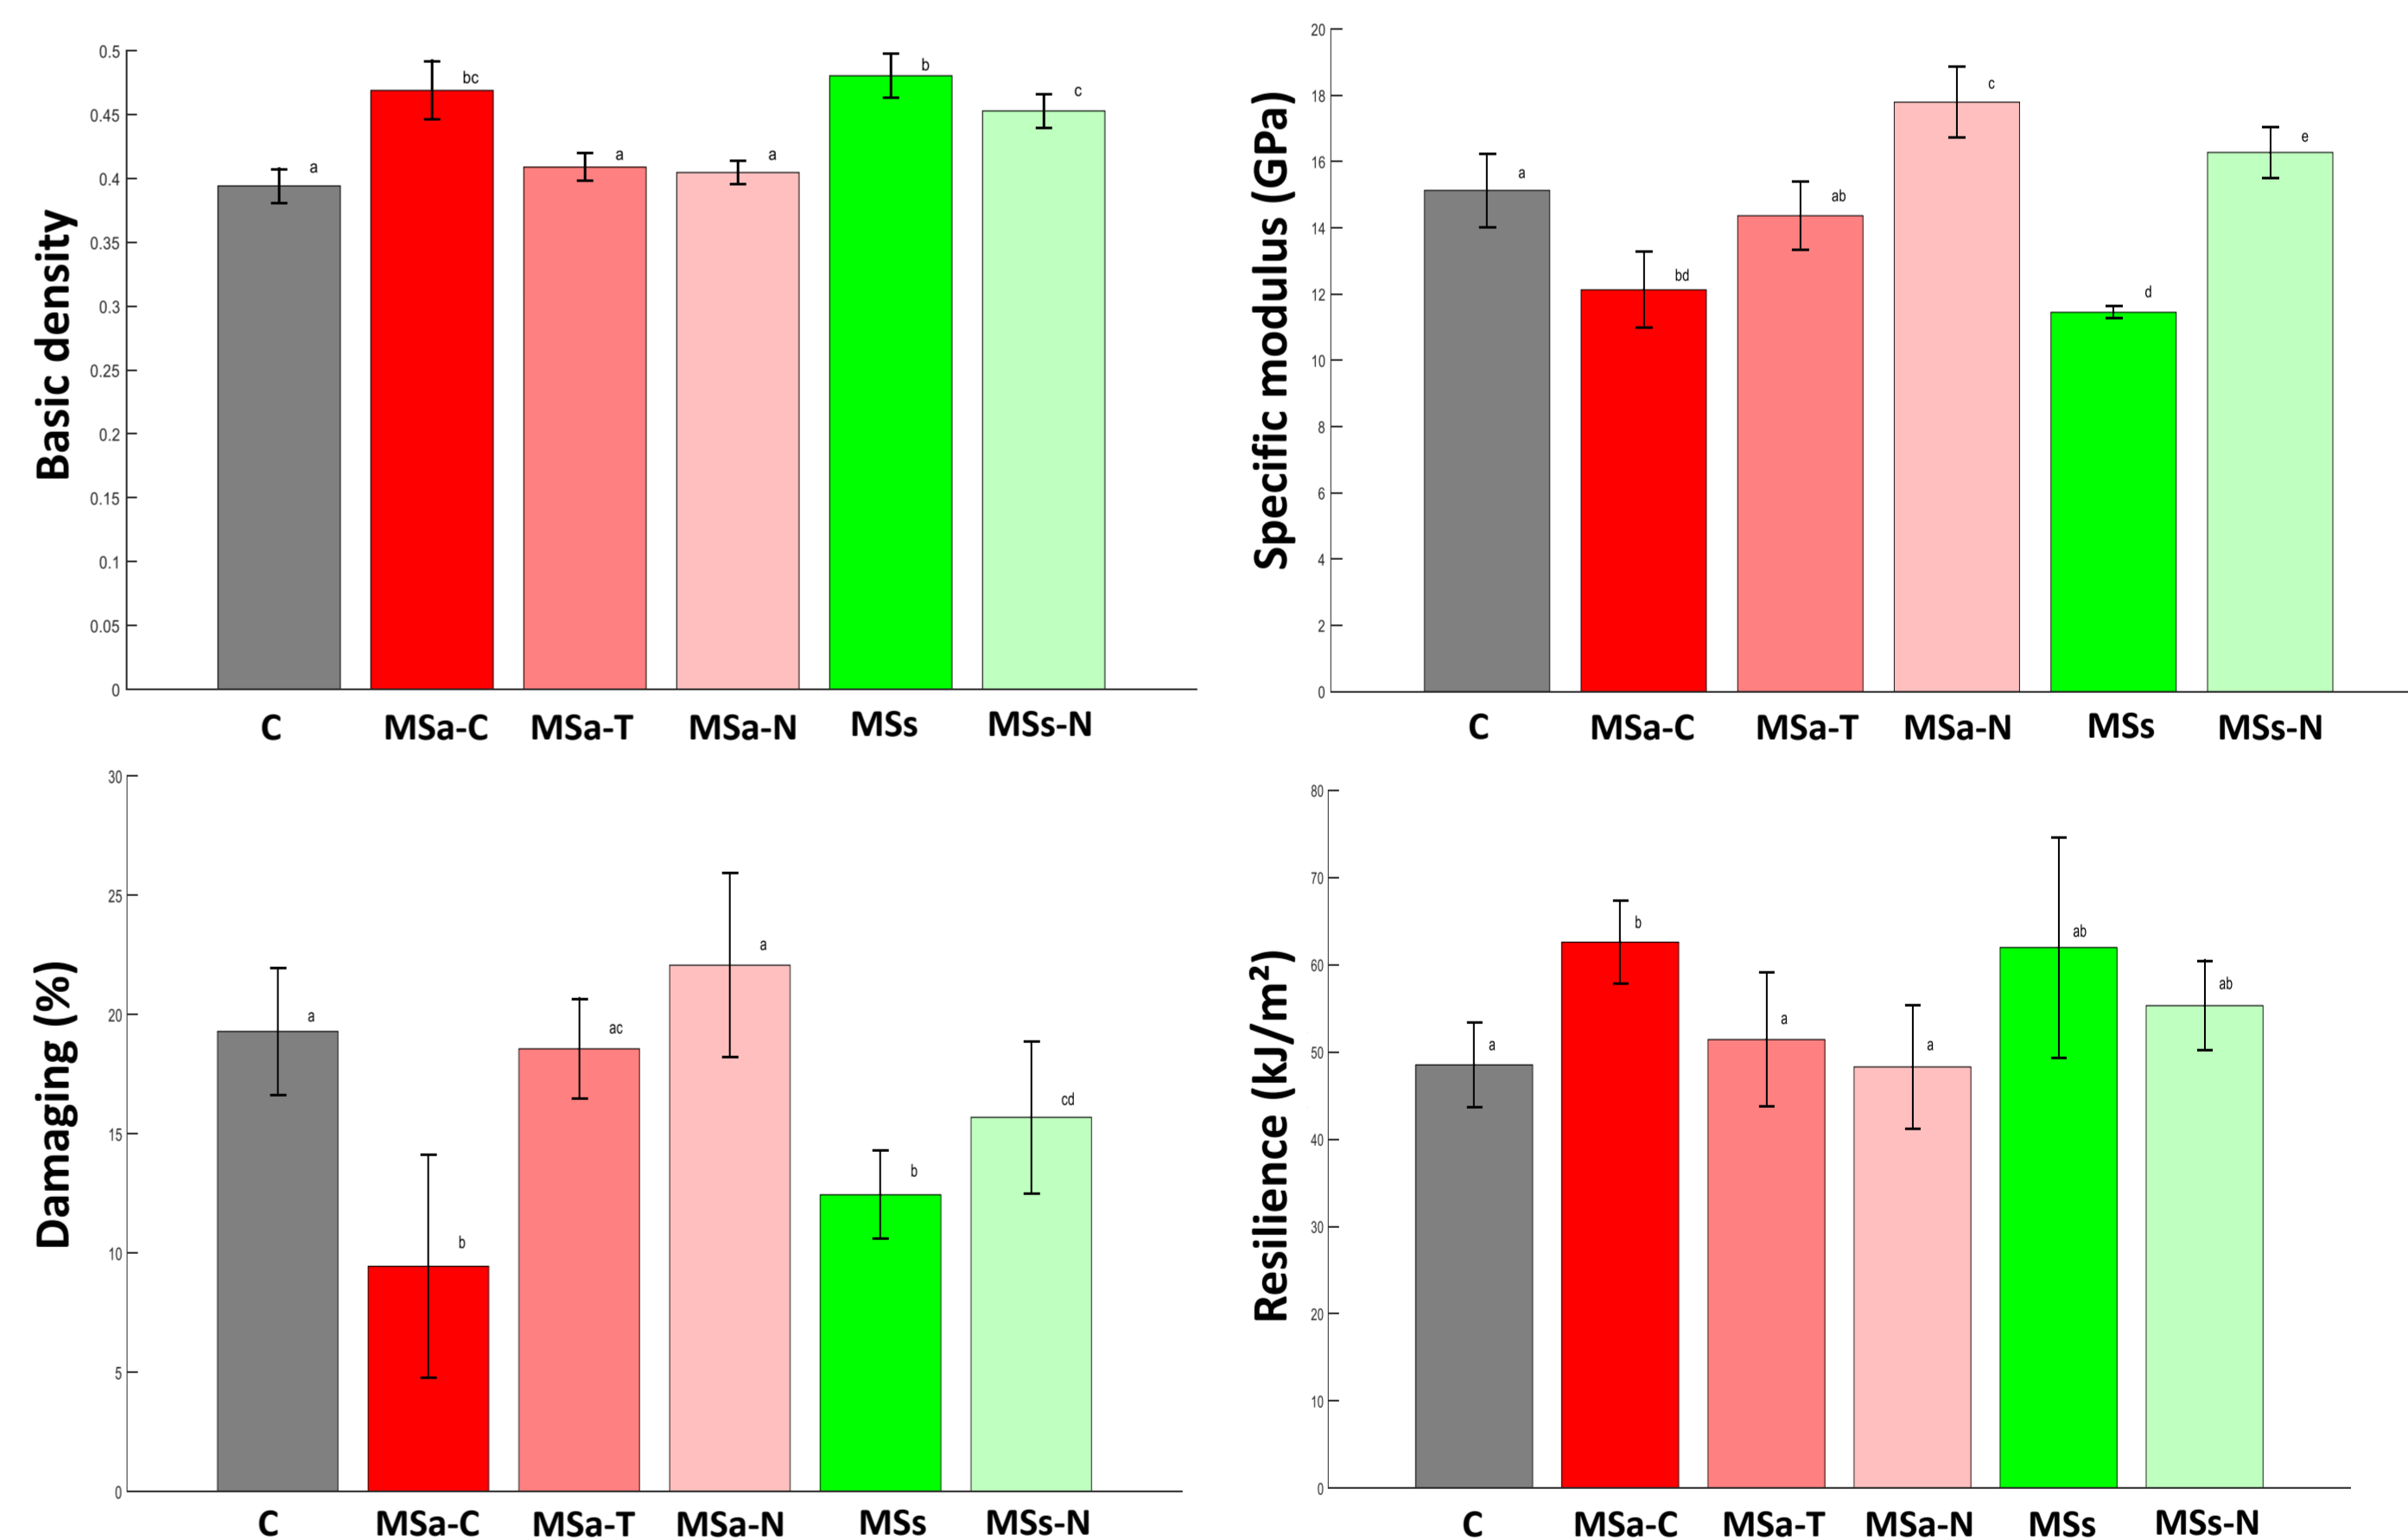 Basic density
0.5
0.45
0.4
0.35
0.3
0.25
0.2
0.15
0.1
0.05
0
a
bc
a
a
b
c
C MSa-C MSa-T MSa-N MSs MSs-N
Specific modulus (GPa)
20
18
16
14
12
10
8
6
4
2
0
a
bd
ab
c
d
e
C MSa-C MSa-T MSa-N MSs MSs-N
Damaging (%)
30
25
20
15
10
5
0
a
b
ac
a
b
cd
C MSa-C MSa-T MSa-N MSs MSs-N
Resilience (kJ/m²)
80
70
60
50
40
30
20
10
0
a
b
a
a
ab
ab
C MSa-C MSa-T MSa-N MSs MSs-N